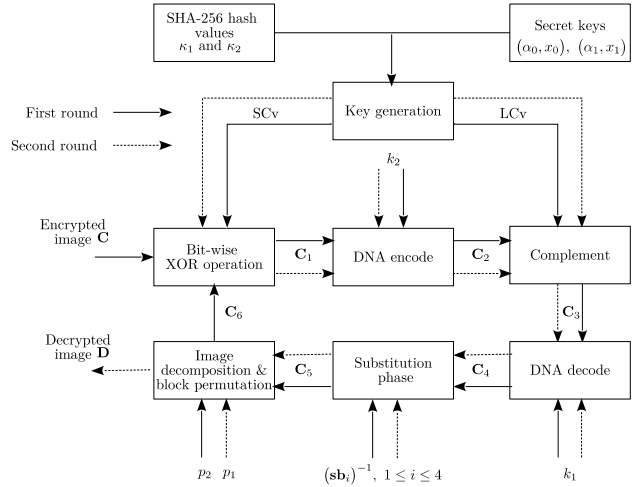 SHA-256 hash
values
κ₁ and κ₂
Secret keys
(α₀, x₀), (α₁, x₁)
First round
Second round
Key generation
SCv
LCv
k₂
Encrypted
image C
Bit-wise
XOR operation
C₁
DNA encode
C₂
Complement
C₆
C₃
Decrypted
image D
Image
decomposition &
block permutation
C₅
Substitution
phase
C₄
DNA decode
p₂ p₁
(sbᵢ)⁻¹, 1 ≤ i ≤ 4
k₁